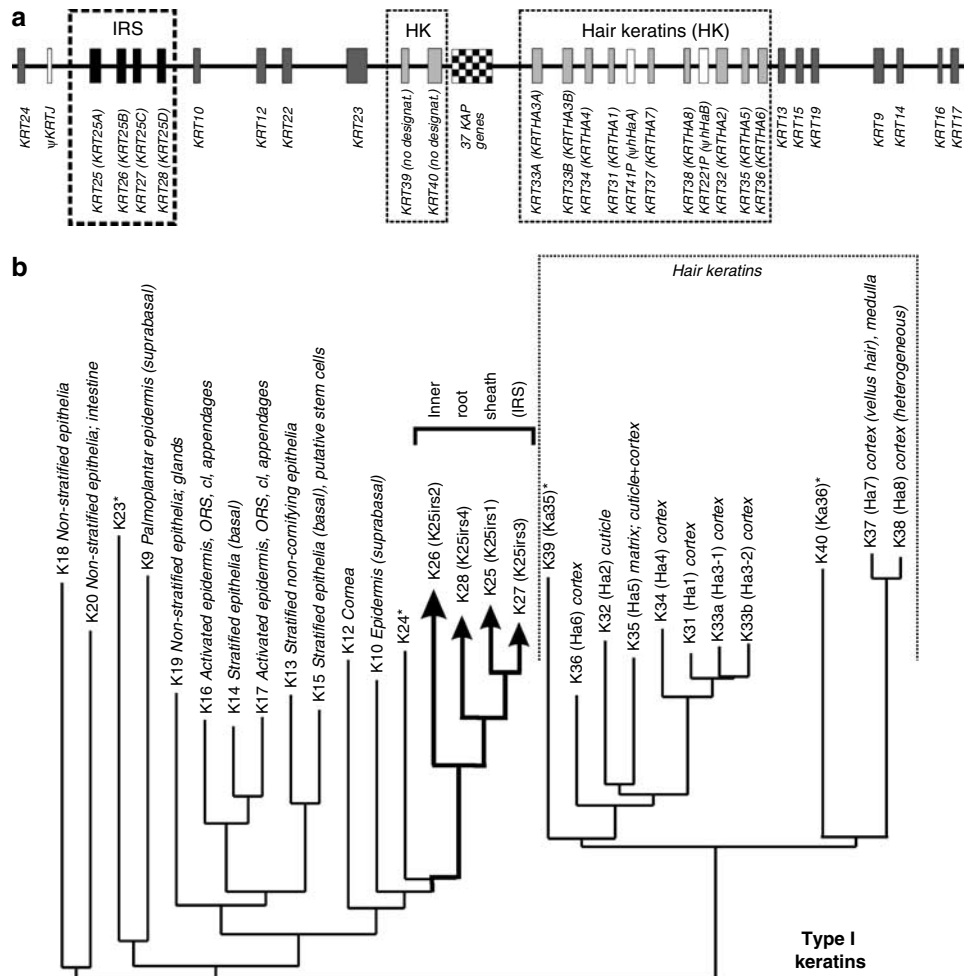 a
IRS
HK
Hair keratins (HK)
KRT24
ψKRTJ
KRT25 (KRT25A)
KRT26 (KRT25B)
KRT27 (KRT25C)
KRT28 (KRT25D)
KRT10
KRT12
KRT22
KRT23
KRT39 (no designat.)
KRT40 (no designat.)
37 KAP
genes
KRT33A (KRTHA3A)
KRT33B (KRTHA3B)
KRT34 (KRTHA4)
KRT31 (KRTHA1)
KRT41P (ψhHaA)
KRT37 (KRTHA7)
KRT38 (KRTHA8)
KRT221P (ψhHaB)
KRT32 (KRTHA2)
KRT35 (KRTHA5)
KRT36 (KRTHA6)
KRT13
KRT15
KRT19
KRT9
KRT14
KRT16
KRT17
b
K18 Non-stratified epithelia
K20 Non-stratified epithelia; intestine
K23*
K9 Palmoplantar epidermis (suprabasal)
K19 Non-stratified epithelia; glands
K16 Activated epidermis, ORS, cl, appendages
K14 Stratified epithelia (basal)
K17 Activated epidermis, ORS, cl, appendages
K13 Stratified non-cornifying epithelia
K15 Stratified epithelia (basal), putative stem cells
K12 Cornea
K10 Epidermis (suprabasal)
K24*
Inner
root
sheath
(IRS)
K26 (K25irs2)
K28 (K25irs4)
K25 (K25irs1)
K27 (K25irs3)
Hair keratins
K39 (Ka35)*
K36 (Ha6) cortex
K32 (Ha2) cuticle
K35 (Ha5) matrix; cuticle+cortex
K34 (Ha4) cortex
K31 (Ha1) cortex
K33a (Ha3-1) cortex
K33b (Ha3-2) cortex
K40 (Ka36)*
K37 (Ha7) cortex (vellus hair), medulla
K38 (Ha8) cortex (heterogeneous)
Type I
keratins